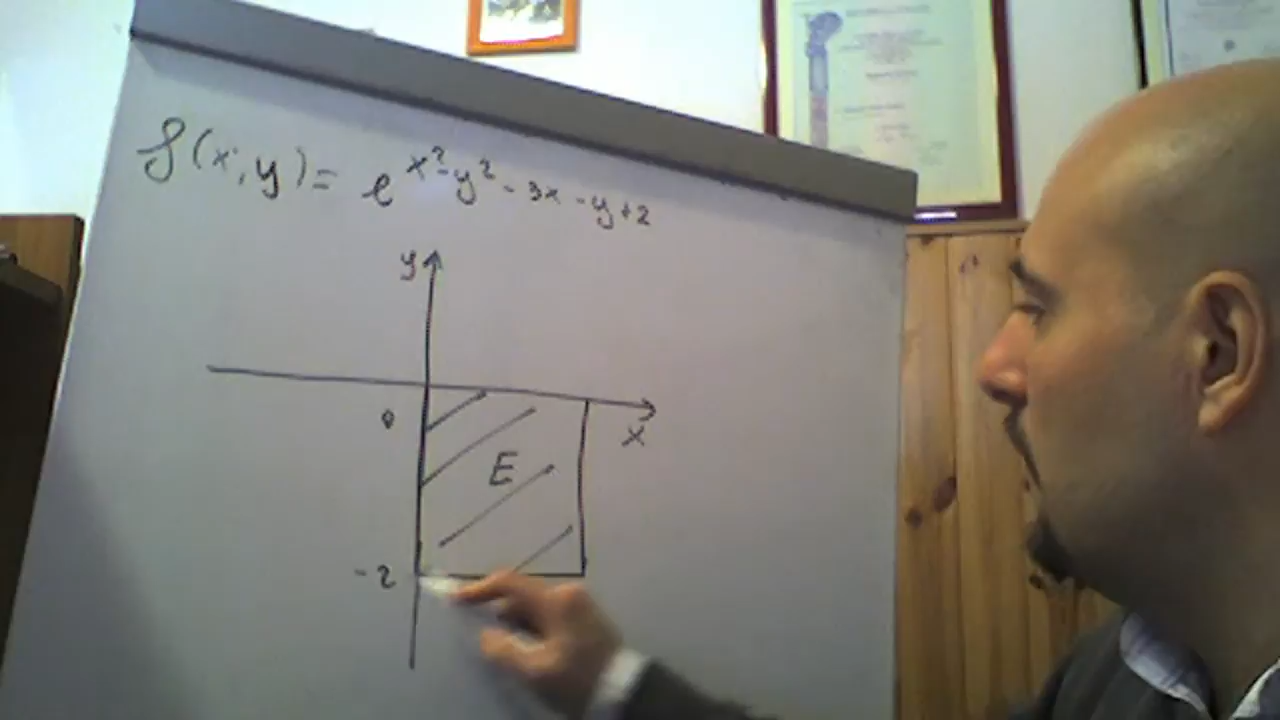 f(x,y) = e^{x²-y²-3x-y+2}
y
0
x
E
-2